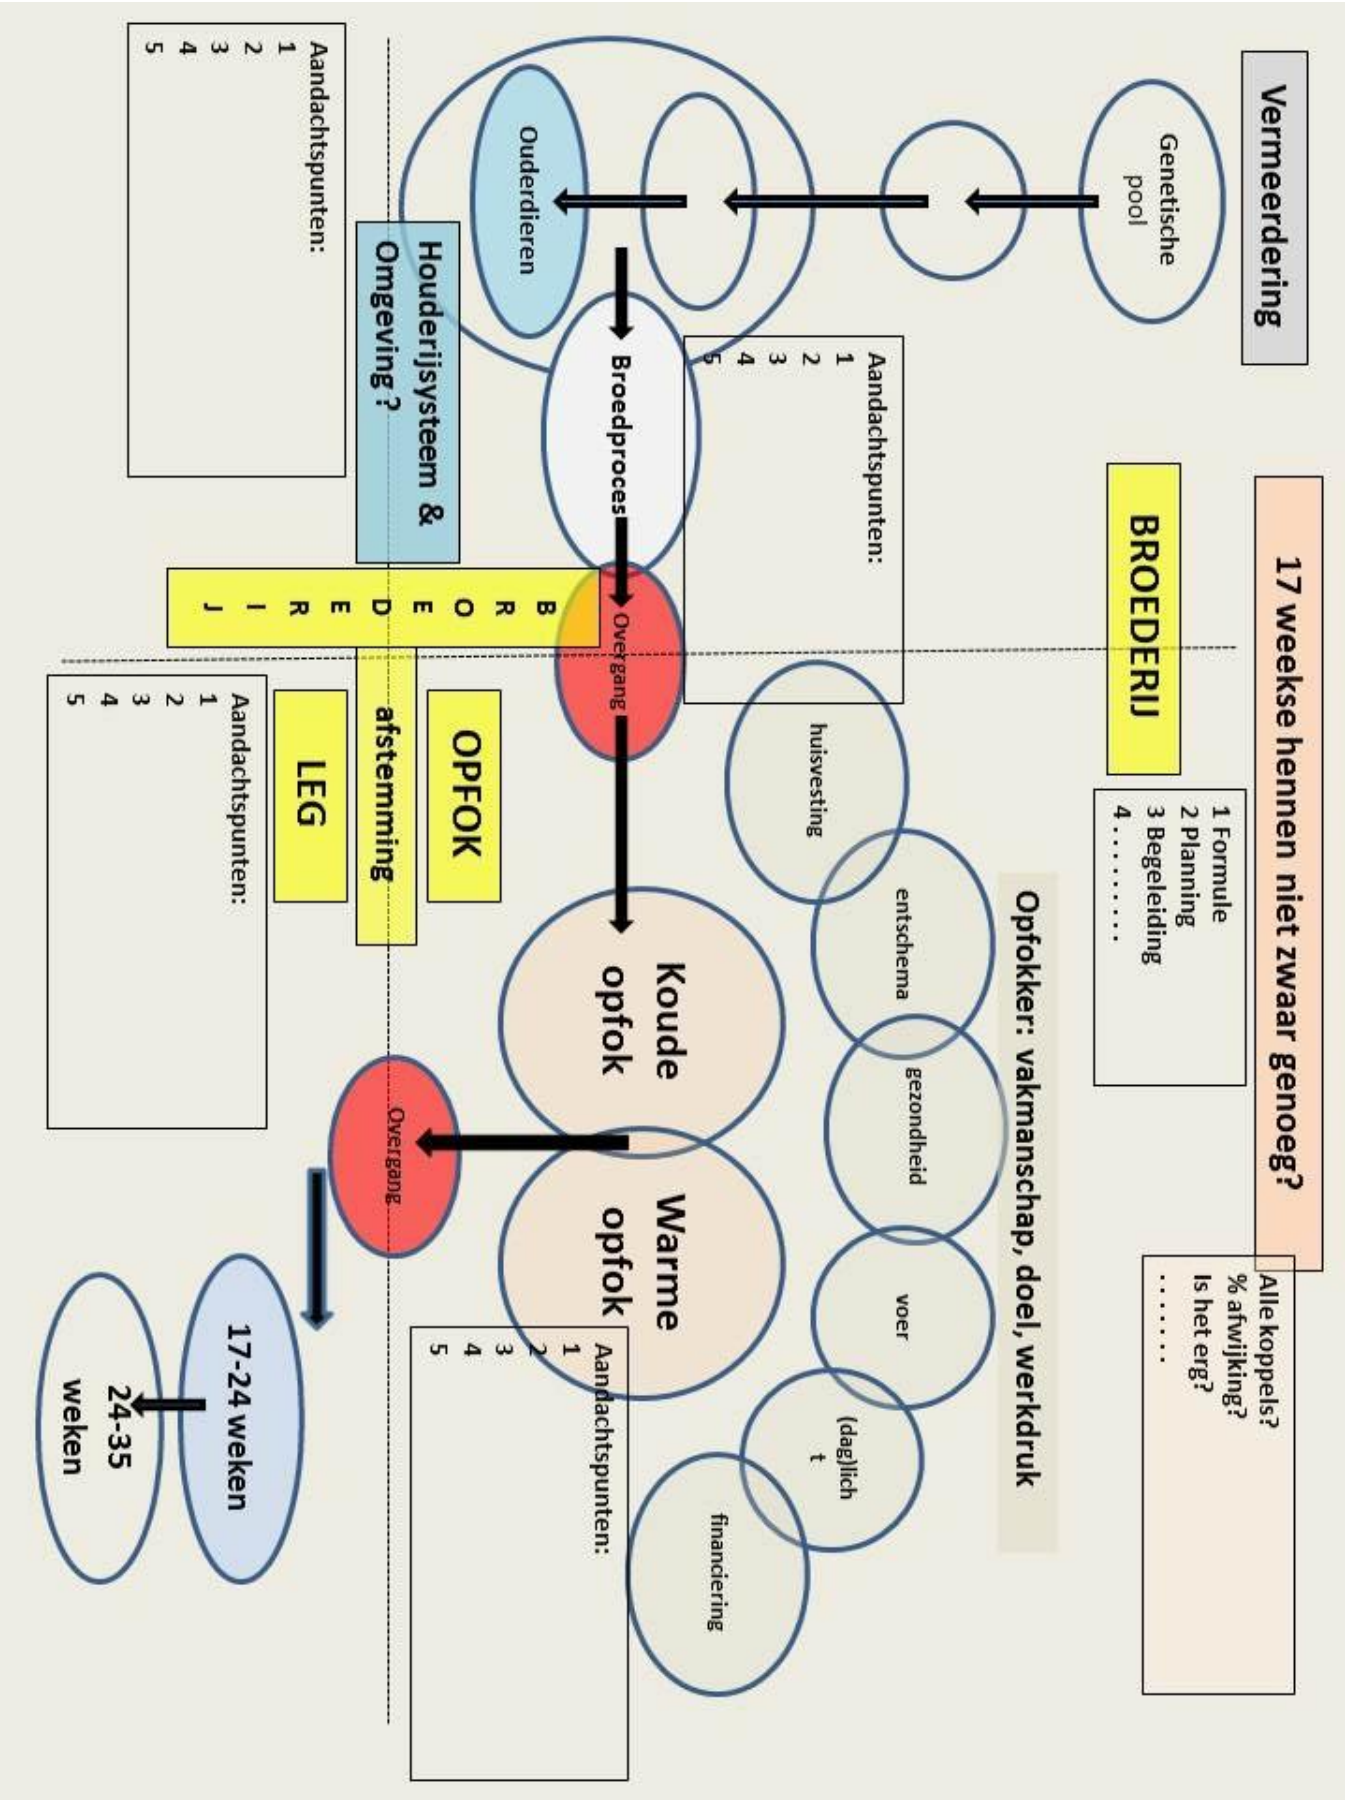 17 weekse hennen niet zwaar genoeg?
Vermeerdering
BROEDERIJ
1 Formule
2 Planning
3 Begeleiding
4 . . . . . . . .
Alle koppels?
% afwijking?
Is het erg?
. . . . . . .
Genetische
pool
Opfokker: vakmanschap, doel, werkdruk
huisvesting
entschema
gezondheid
voer
(dag)lich
t
financiering
Aandachtspunten:
1
2
3
4
5
Ouderdieren
Broedproces
Overgang
Koude
opfok
Warme
opfok
Aandachtspunten:
1
2
3
4
5
Houderijsysteem &
Omgeving ?
B
R
O
E
D
E
R
I
J
OPFOK
afstemming
LEG
Overgang
Aandachtspunten:
1
2
3
4
5
Aandachtspunten:
1
2
3
4
5
17-24 weken
24-35
weken